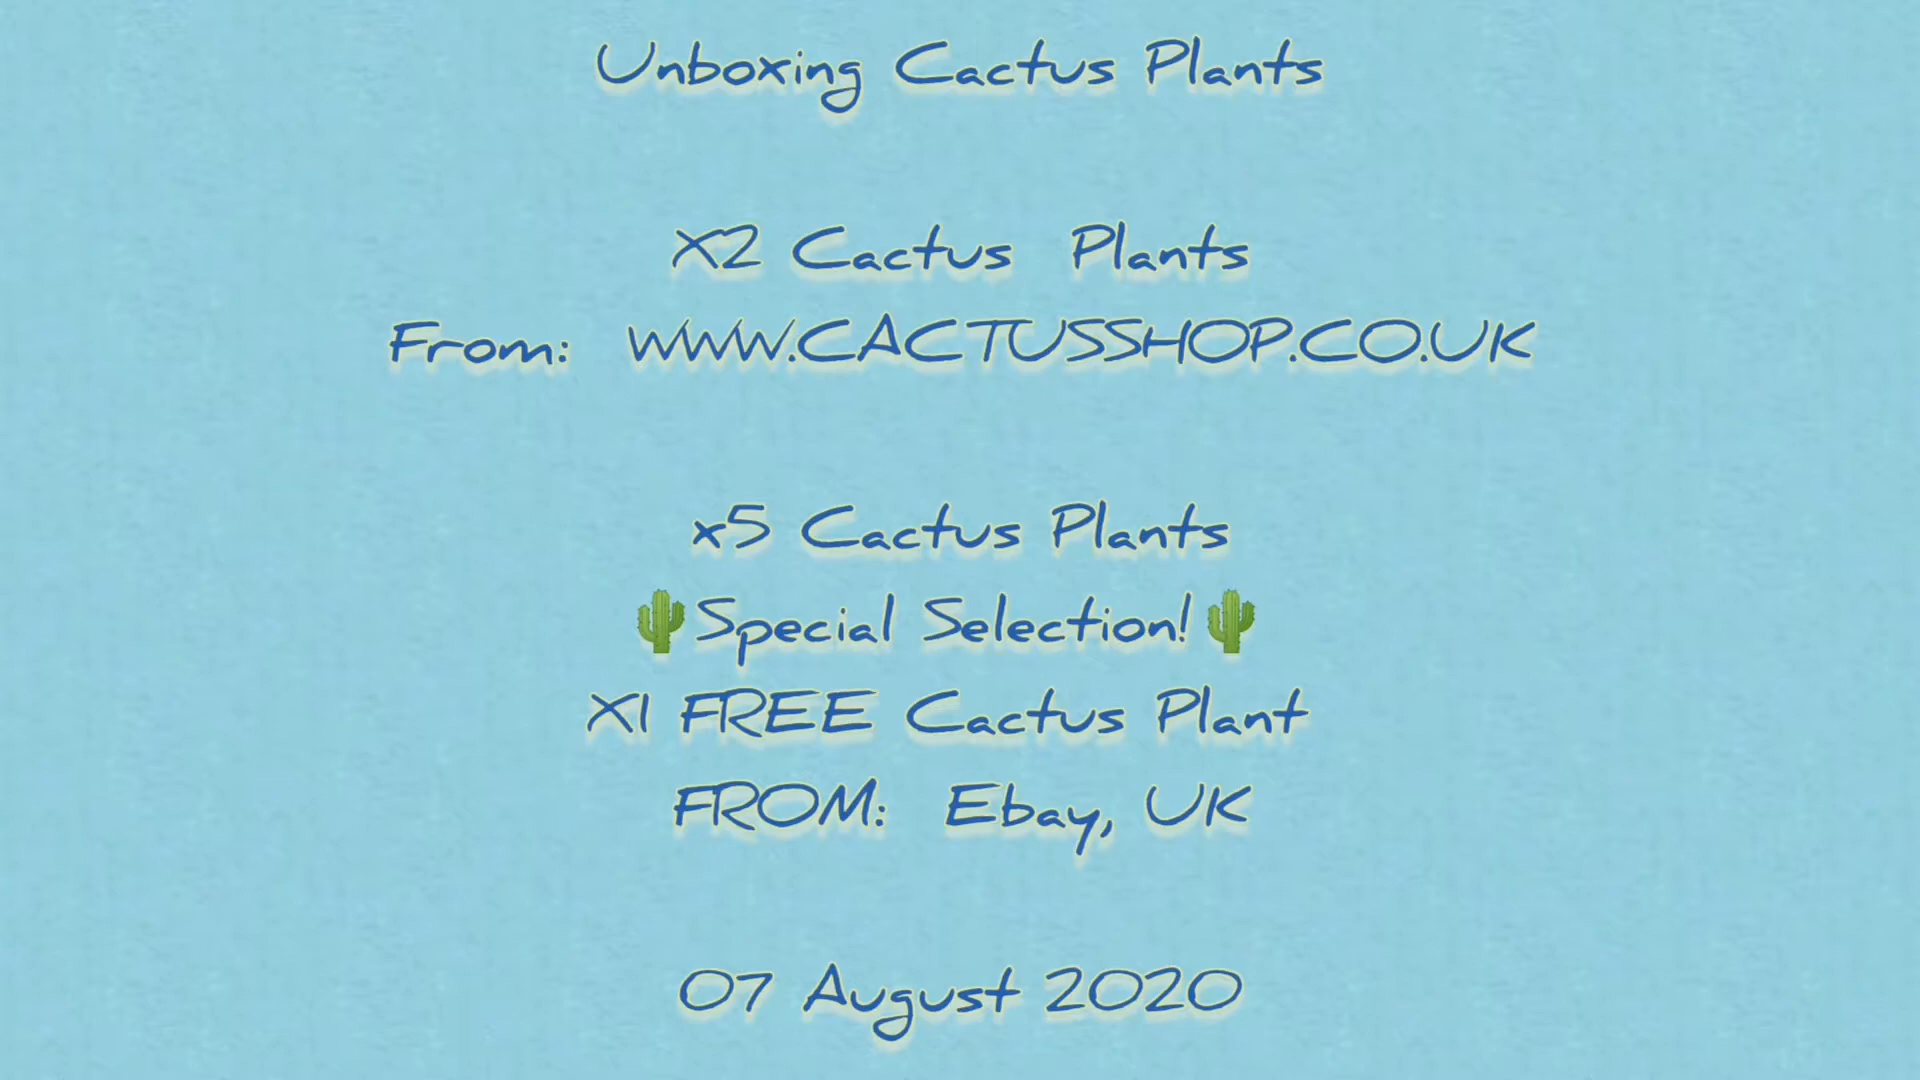 Unboxing Cactus Plants
X2 Cactus Plants
From: WWW.CACTUSSHOP.CO.UK
x5 Cactus Plants
🌵Special Selection!🌵
X1 FREE Cactus Plant
FROM: Ebay, UK
07 August 2020